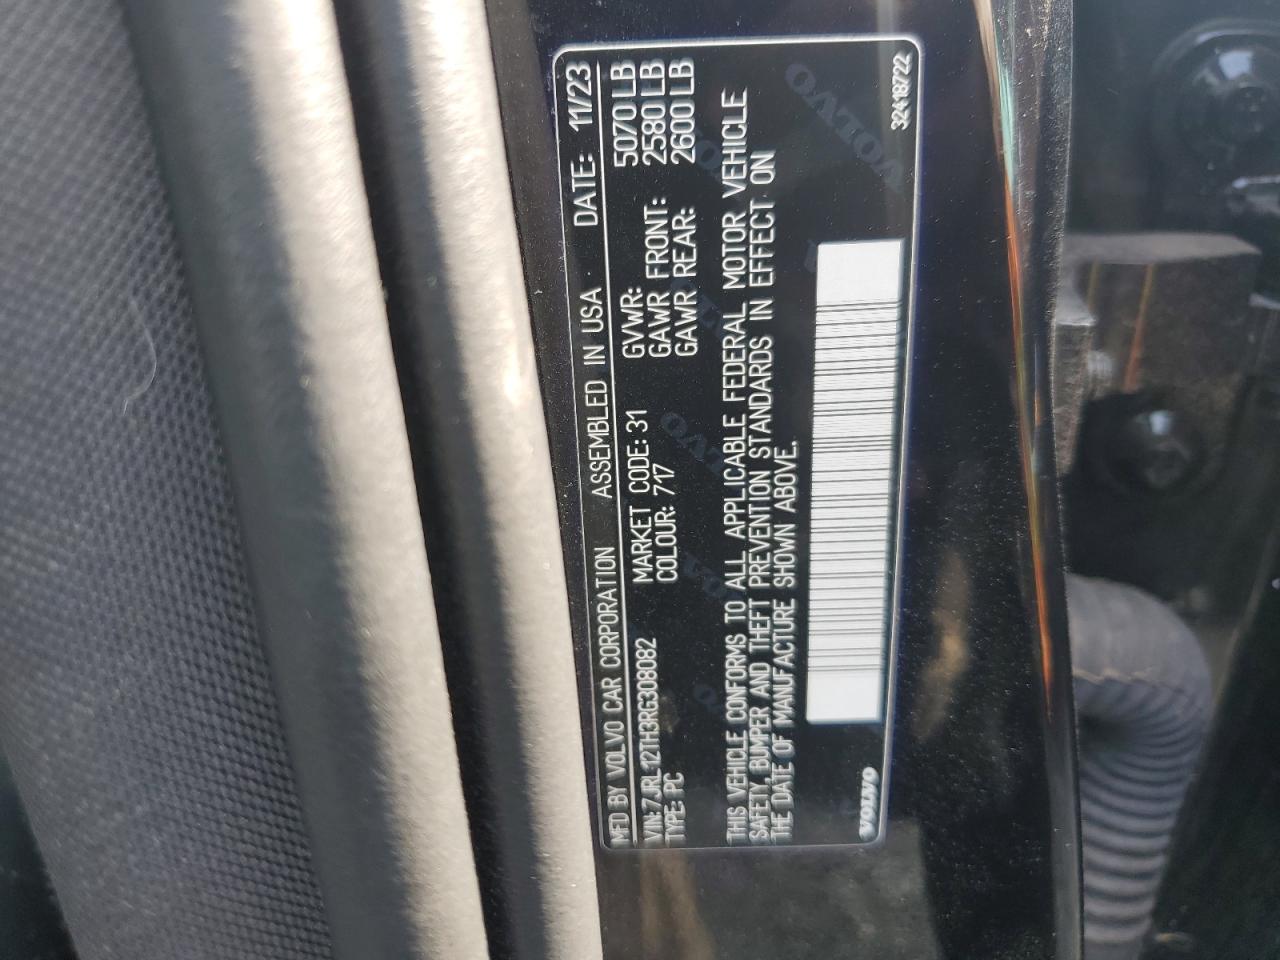 MFD BY VOLVO CAR CORPORATION ASSEMBLED IN USA DATE: 11/23
VIN: 7JRL12TH3RG308082 MARKET CODE: 31 GVWR: 5070 LB
TYPE: PC COLOUR: 717 GAWR FRONT: 2580 LB
GAWR REAR: 2600 LB
THIS VEHICLE CONFORMS TO ALL APPLICABLE FEDERAL MOTOR VEHICLE
SAFETY, BUMPER AND THEFT PREVENTION STANDARDS IN EFFECT ON
THE DATE OF MANUFACTURE SHOWN ABOVE.
VOLVO 32418722